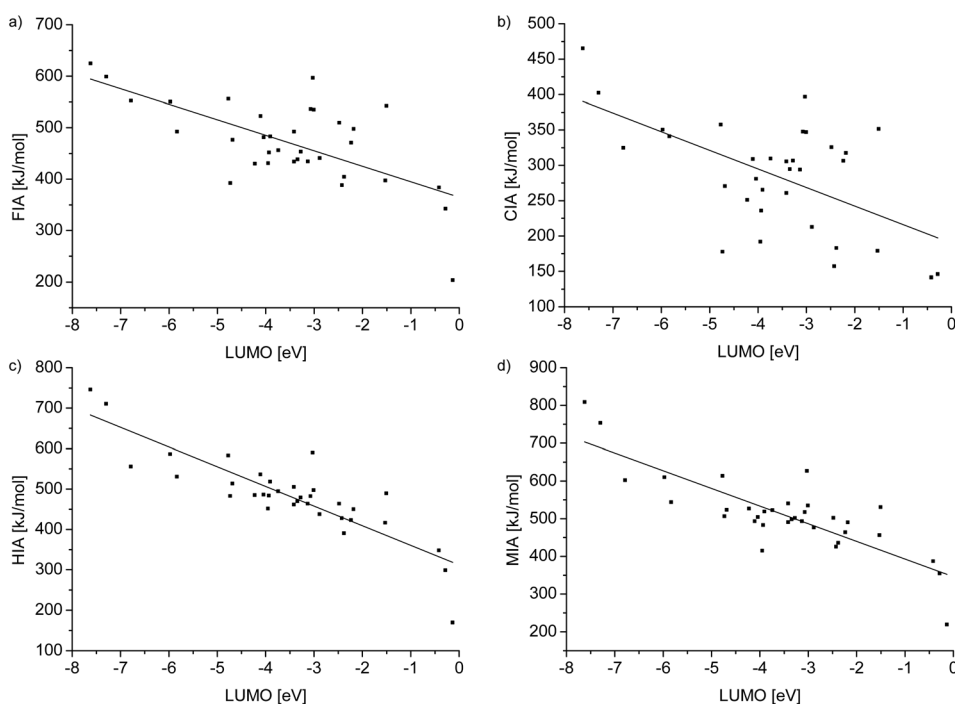 a)
700
600
500
400
300
200
FIA [kJ/mol]
-8 -7 -6 -5 -4 -3 -2 -1 0
LUMO [eV]
b)
500
450
400
350
300
250
200
150
100
CIA [kJ/mol]
-8 -7 -6 -5 -4 -3 -2 -1 0
LUMO [eV]
c)
800
700
600
500
400
300
200
100
HIA [kJ/mol]
-8 -7 -6 -5 -4 -3 -2 -1 0
LUMO [eV]
d)
900
800
700
600
500
400
300
200
MIA [kJ/mol]
-8 -7 -6 -5 -4 -3 -2 -1 0
LUMO [eV]